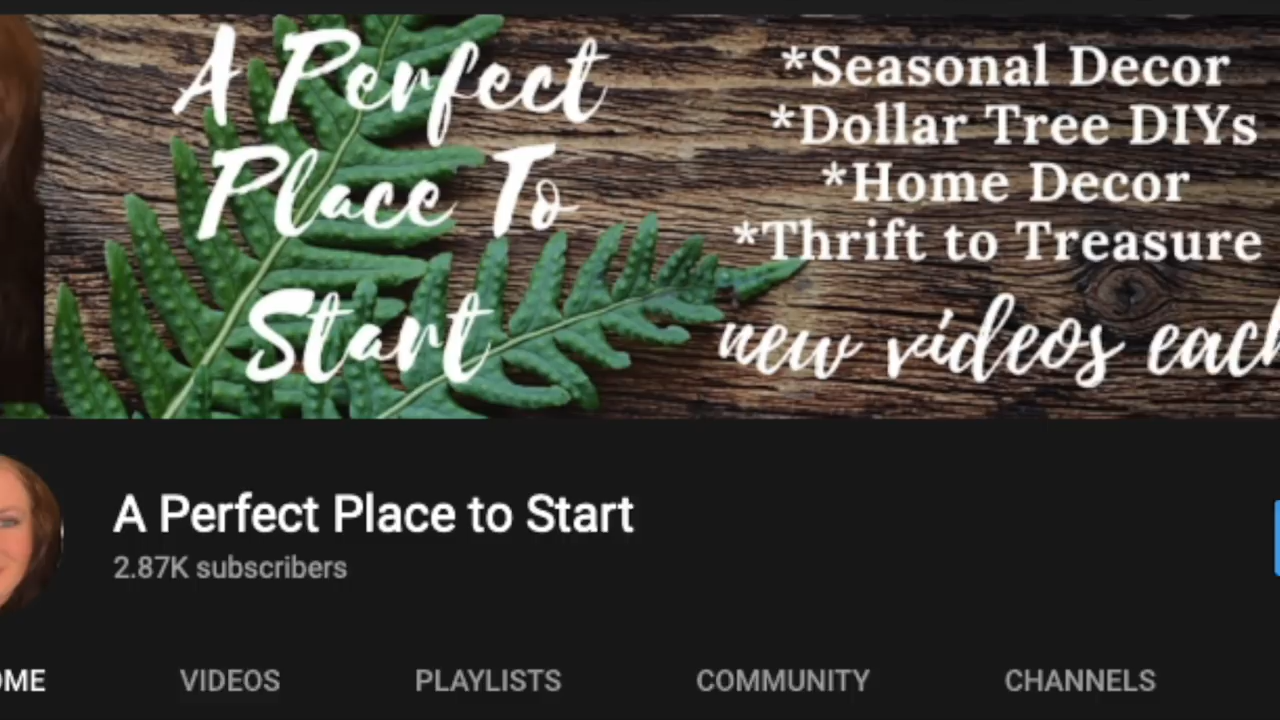 A Perfect
Place To
Start
*Seasonal Decor
*Dollar Tree DIYs
*Home Decor
*Thrift to Treasure
new videos each
A Perfect Place to Start
2.87K subscribers
OME
VIDEOS
PLAYLISTS
COMMUNITY
CHANNELS